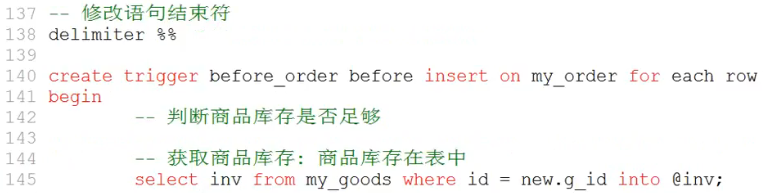 137 -- 修改语句结束符
138 delimiter %%
139
140 create trigger before_order before insert on my_order for each row
141 begin
142 -- 判断商品库存是否足够
143
144 -- 获取商品库存: 商品库存在表中
145 select inv from my_goods where id = new.g_id into @inv;